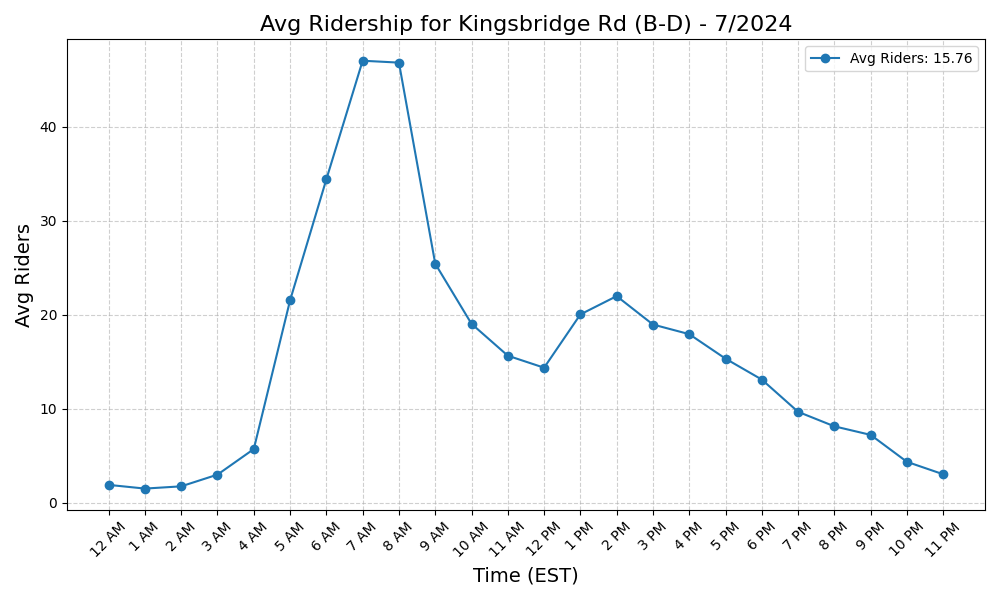 Avg Ridership for Kingsbridge Rd (B-D) - 7/2024
Avg Riders: 15.76
Avg Riders
40
30
20
10
0
12 AM
1 AM
2 AM
3 AM
4 AM
5 AM
6 AM
7 AM
8 AM
9 AM
10 AM
11 AM
12 PM
1 PM
2 PM
3 PM
4 PM
5 PM
6 PM
7 PM
8 PM
9 PM
10 PM
11 PM
Time (EST)